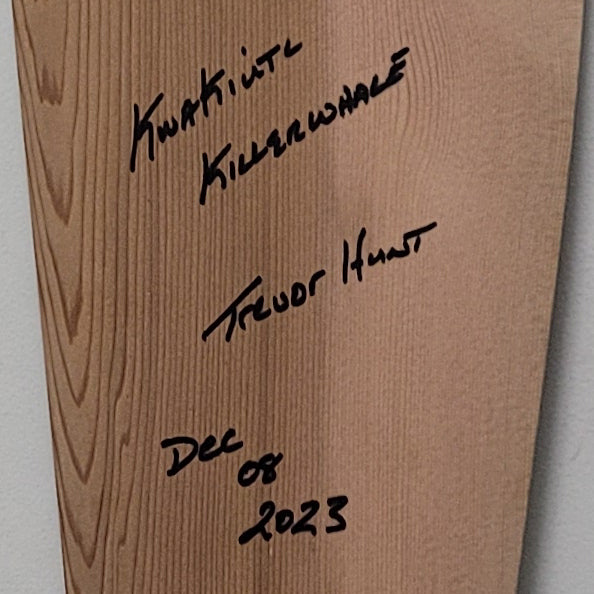 KWAKIUTL
KILLERWHALE
TREVOR HUNT
Dec
08
2023